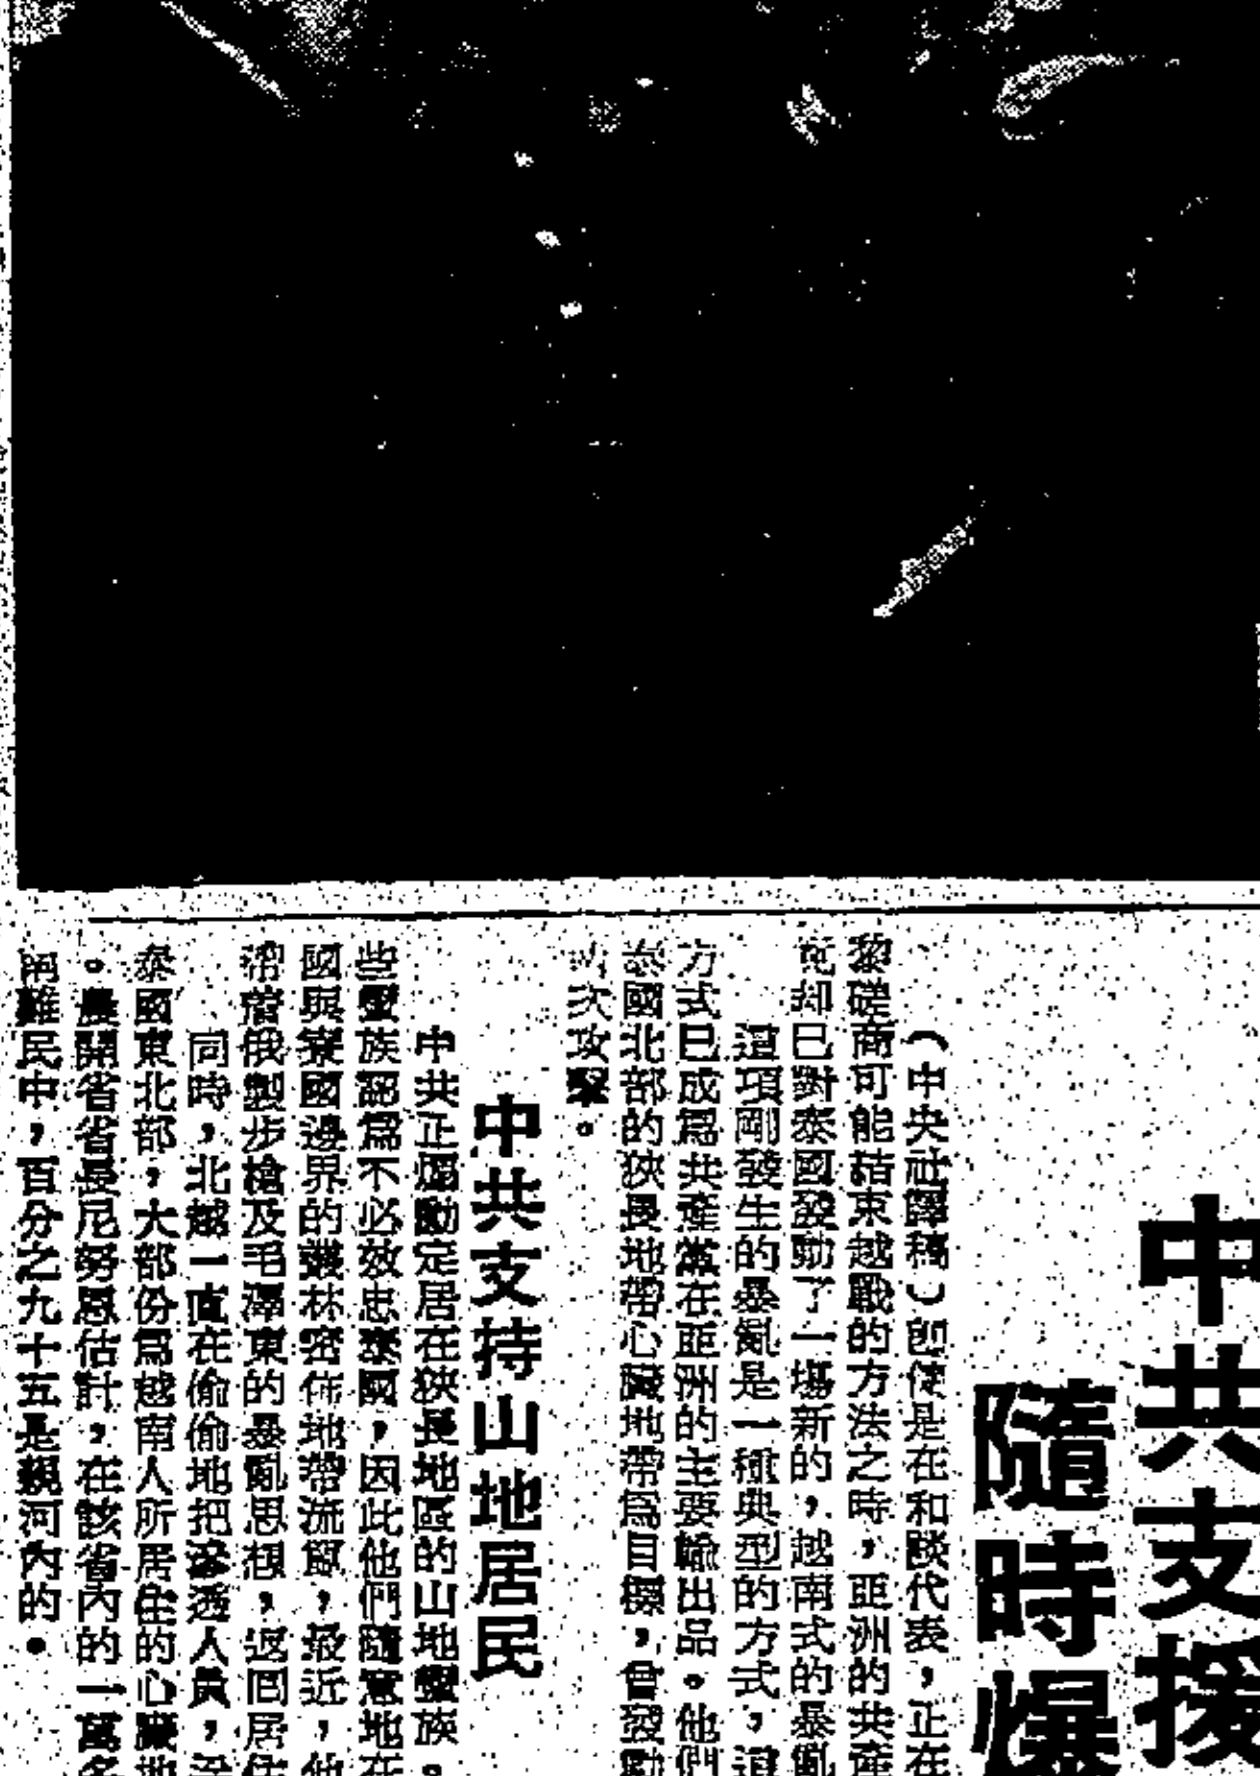 中共支援
隨時爆
（中央社譯稿）即使是在和談代表，正在
黎磋商可能結束越戰的方法之時，亞洲的共產
却已對泰國發動了一場新的，越南式的暴亂
這項剛發生的暴亂是一種典型的方式，這
方式已成爲共產黨在亞洲的主要輸出品。他們
泰國北部的狹長地帶心臟地帶爲目標，曾發動
次攻擊。
中共支持山地居民
中共正煽動定居在狹長地區的山地蠻族。
些蠻族認爲不必效忠泰國，因此他們隨意地在
國與寮國邊界的叢林密佈地帶流竄，最近，他
帶着俄製步槍及毛澤東的暴亂思想，返回居住
同時，北越一直在偷偷地把滲透人員，
泰國東北部，大部份爲越南人所居住的心臟地
。農開省省長尼努恩估計，在該省內的一萬名
難民中，百分之九十五是親河內的。